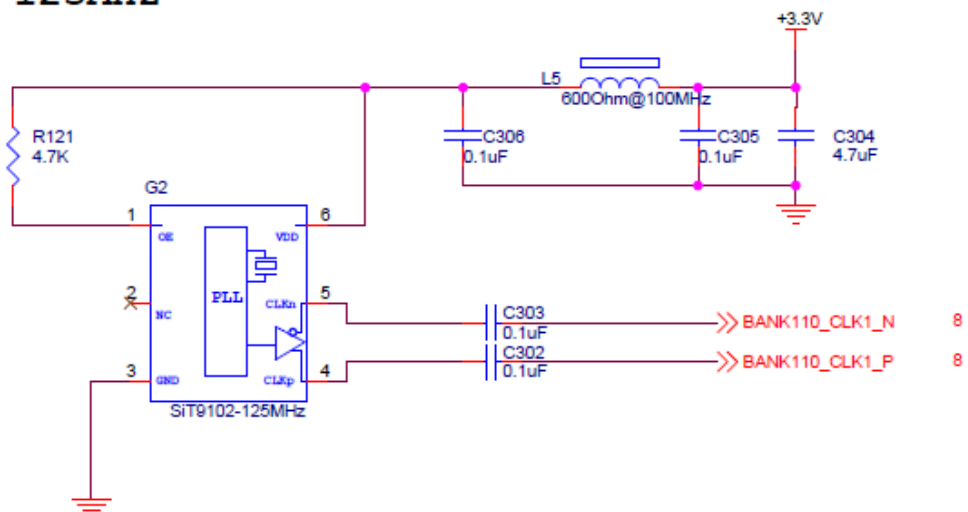 +3.3V
L5
600Ohm@100MHz
R121
4.7K
C306
0.1uF
C305
0.1uF
C304
4.7uF
G2
1
OE
VDD
6
2
NC
PLL
CLKn
5
C303
0.1uF
BANK110_CLK1_N 8
C302
0.1uF
BANK110_CLK1_P 8
3
GND
CLKp
4
SiT9102-125MHz